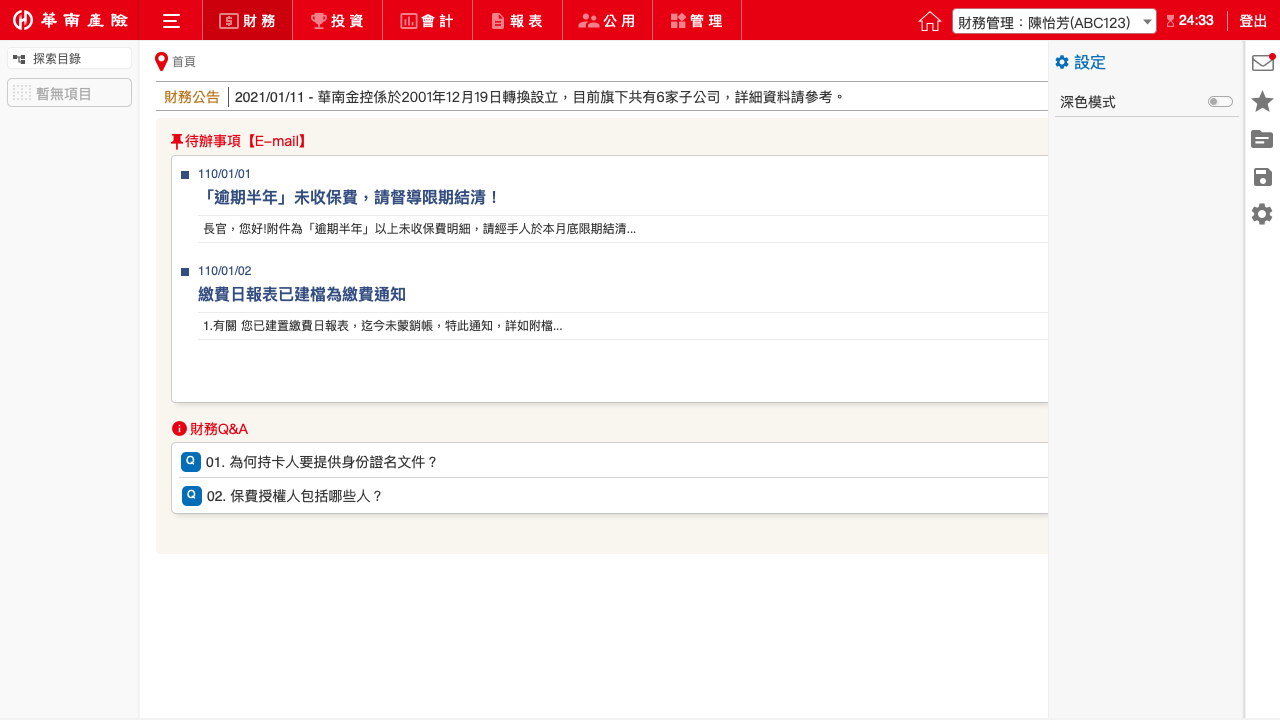 華南產險
財務
投資
會計
報表
公用
管理
財務管理：陳怡芳(ABC123)
24:33
登出
探索目錄
暫無項目
首頁
財務公告
2021/01/11 - 華南金控係於2001年12月19日轉換設立，目前旗下共有6家子公司，詳細資料請參考。
待辦事項【E-mail】
110/01/01
「逾期半年」未收保費，請督導限期結清！
長官，您好!附件為「逾期半年」以上未收保費明細，請經手人於本月底限期結清...
110/01/02
繳費日報表已建檔為繳費通知
1.有關 您已建置繳費日報表，迄今未蒙銷帳，特此通知，詳如附檔...
財務Q&A
Q 01. 為何持卡人要提供身份證名文件？
Q 02. 保費授權人包括哪些人？
設定
深色模式